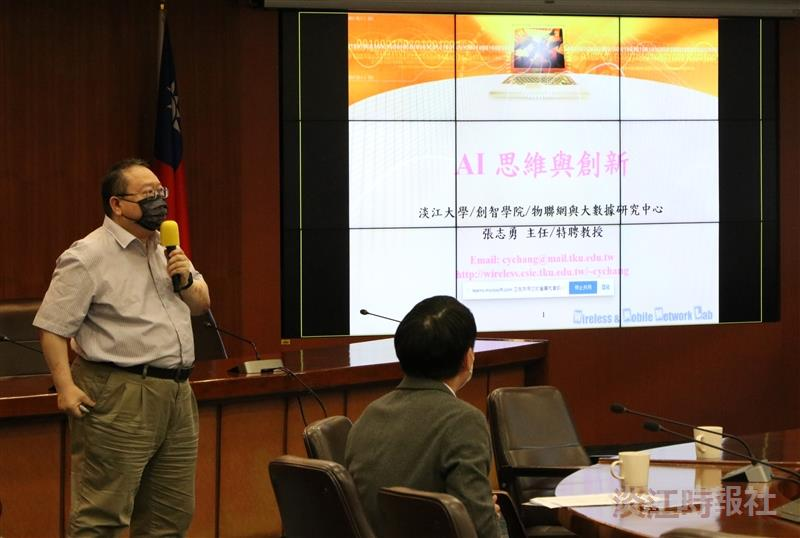 AI 思維與創新
淡江大學/創智學院/物聯網與大數據研究中心
張志勇 主任/特聘教授
Email: cychang@mail.tku.edu.tw
http://wireless.csie.tku.edu.tw/~cychang
1
Wireless & Mobile Network Lab
淡江時報社